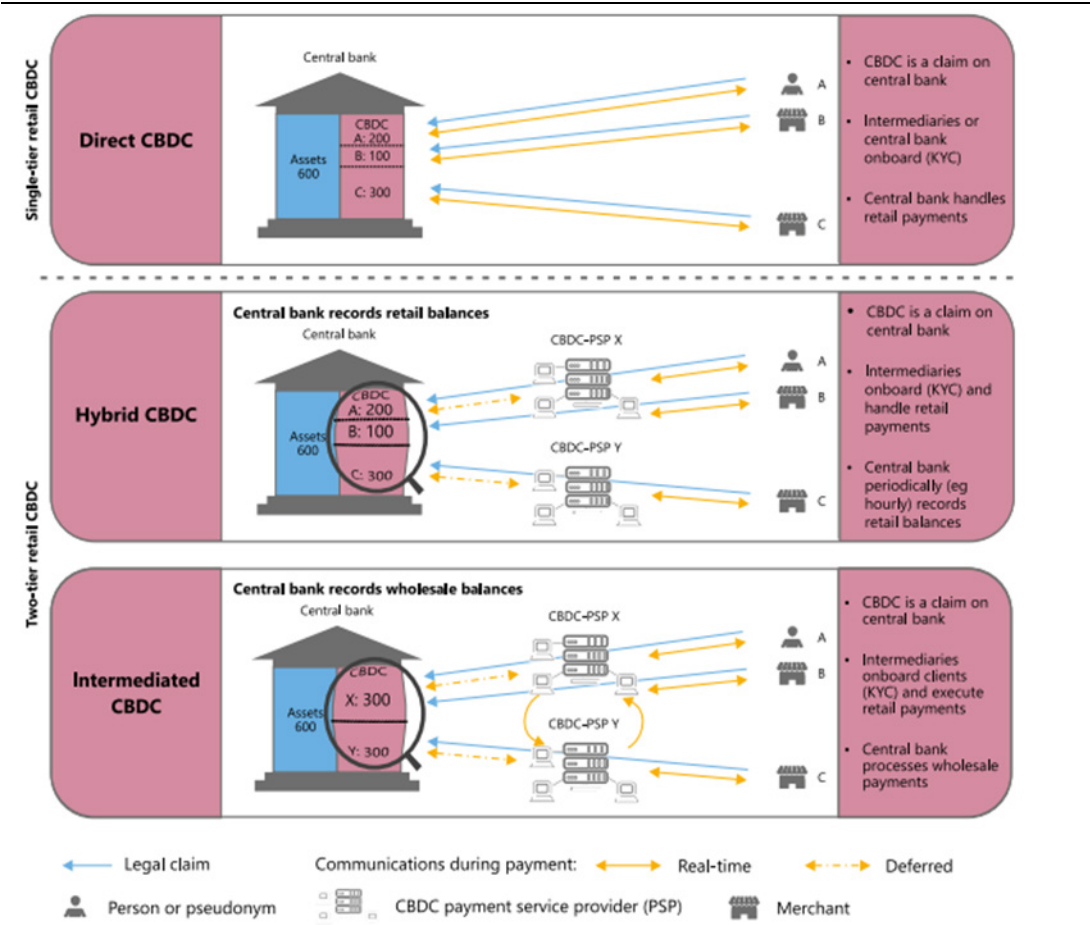 Single-tier retail CBDC
Direct CBDC
Central bank
Assets
600
CBDC
A: 200
B: 100
C: 300
A
B
C
• CBDC is a claim on
central bank
• Intermediaries or
central bank
onboard (KYC)
• Central bank handles
retail payments
Two-tier retail CBDC
Hybrid CBDC
Central bank records retail balances
Central bank
Assets
600
CBDC
A: 200
B: 100
C: 300
CBDC-PSP X
CBDC-PSP Y
A
B
C
• CBDC is a claim on
central bank
• Intermediaries
onboard (KYC) and
handle retail
payments
• Central bank
periodically (eg
hourly) records
retail balances
Intermediated
CBDC
Central bank records wholesale balances
Central bank
Assets
600
CBDC
X: 300
Y: 300
CBDC-PSP X
CBDC-PSP Y
A
B
C
• CBDC is a claim on
central bank
• Intermediaries
onboard clients
(KYC) and execute
retail payments
• Central bank
processes wholesale
payments
Legal claim
Communications during payment:
Real-time
Deferred
Person or pseudonym
CBDC payment service provider (PSP)
Merchant